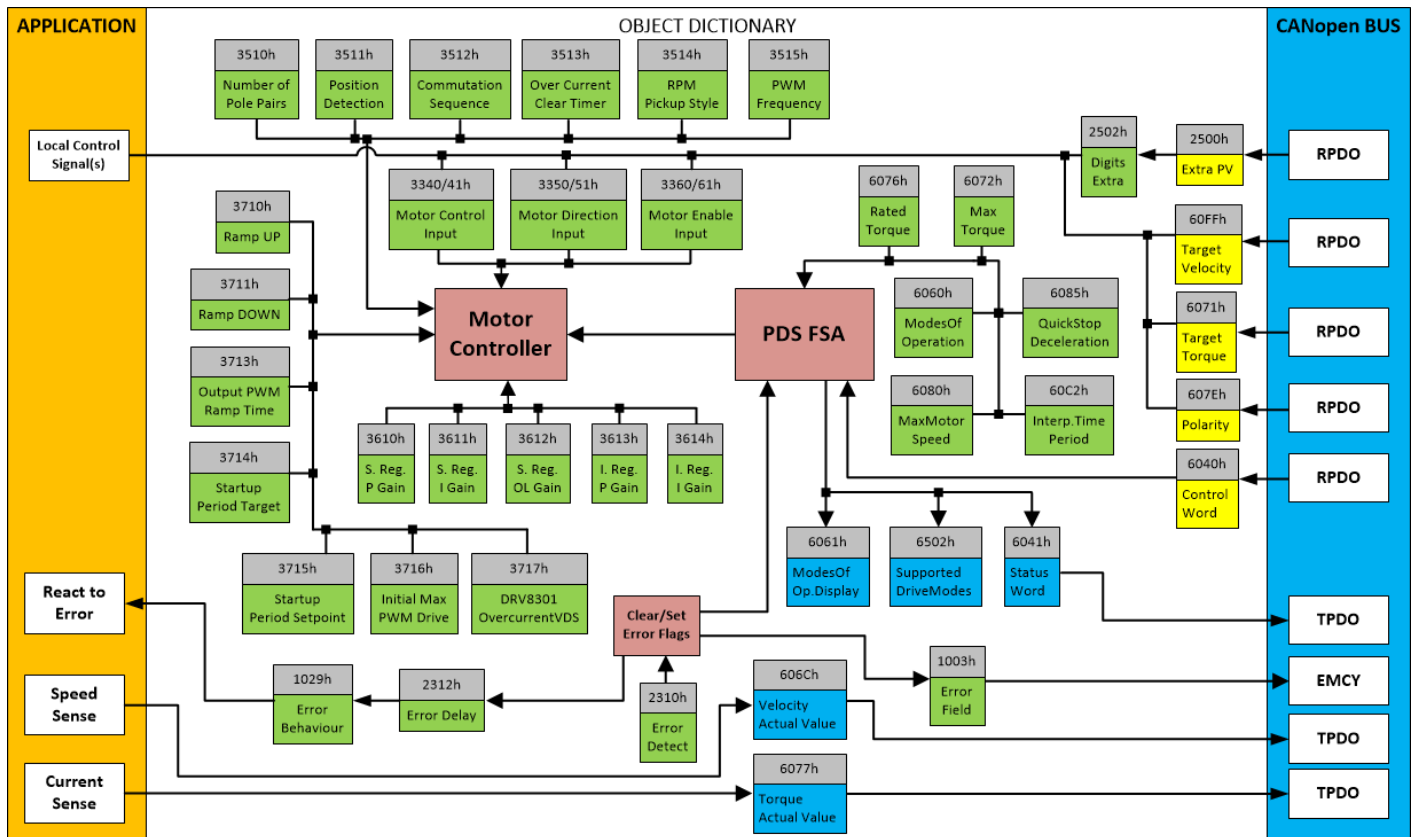 APPLICATION
OBJECT DICTIONARY
CANopen BUS
3510h
Number of
Pole Pairs
3511h
Position
Detection
3512h
Commutation
Sequence
3513h
Over Current
Clear Timer
3514h
RPM
Pickup Style
3515h
PWM
Frequency
Local Control
Signal(s)
2502h
Digits
Extra
2500h
Extra PV
RPDO
3340/41h
Motor Control
Input
3350/51h
Motor Direction
Input
3360/61h
Motor Enable
Input
6076h
Rated
Torque
6072h
Max
Torque
60FFh
Target
Velocity
RPDO
3710h
Ramp UP
3711h
Ramp DOWN
3713h
Output PWM
Ramp Time
3714h
Startup
Period Target
Motor
Controller
PDS FSA
6060h
ModesOf
Operation
6085h
QuickStop
Deceleration
6071h
Target
Torque
RPDO
6080h
MaxMotor
Speed
60C2h
Interp.Time
Period
607Eh
Polarity
RPDO
3610h
S. Reg.
P Gain
3611h
S. Reg.
I Gain
3612h
S. Reg.
OL Gain
3613h
I. Reg.
P Gain
3614h
I. Reg.
I Gain
6040h
Control
Word
RPDO
3715h
Startup
Period Setpoint
3716h
Initial Max
PWM Drive
3717h
DRV8301
OvercurrentVDS
6061h
ModesOf
Op.Display
6502h
Supported
DriveModes
6041h
Status
Word
React to
Error
Clear/Set
Error Flags
TPDO
1029h
Error
Behaviour
2312h
Error Delay
2310h
Error
Detect
1003h
Error
Field
EMCY
Speed
Sense
606Ch
Velocity
Actual Value
TPDO
Current
Sense
6077h
Torque
Actual Value
TPDO